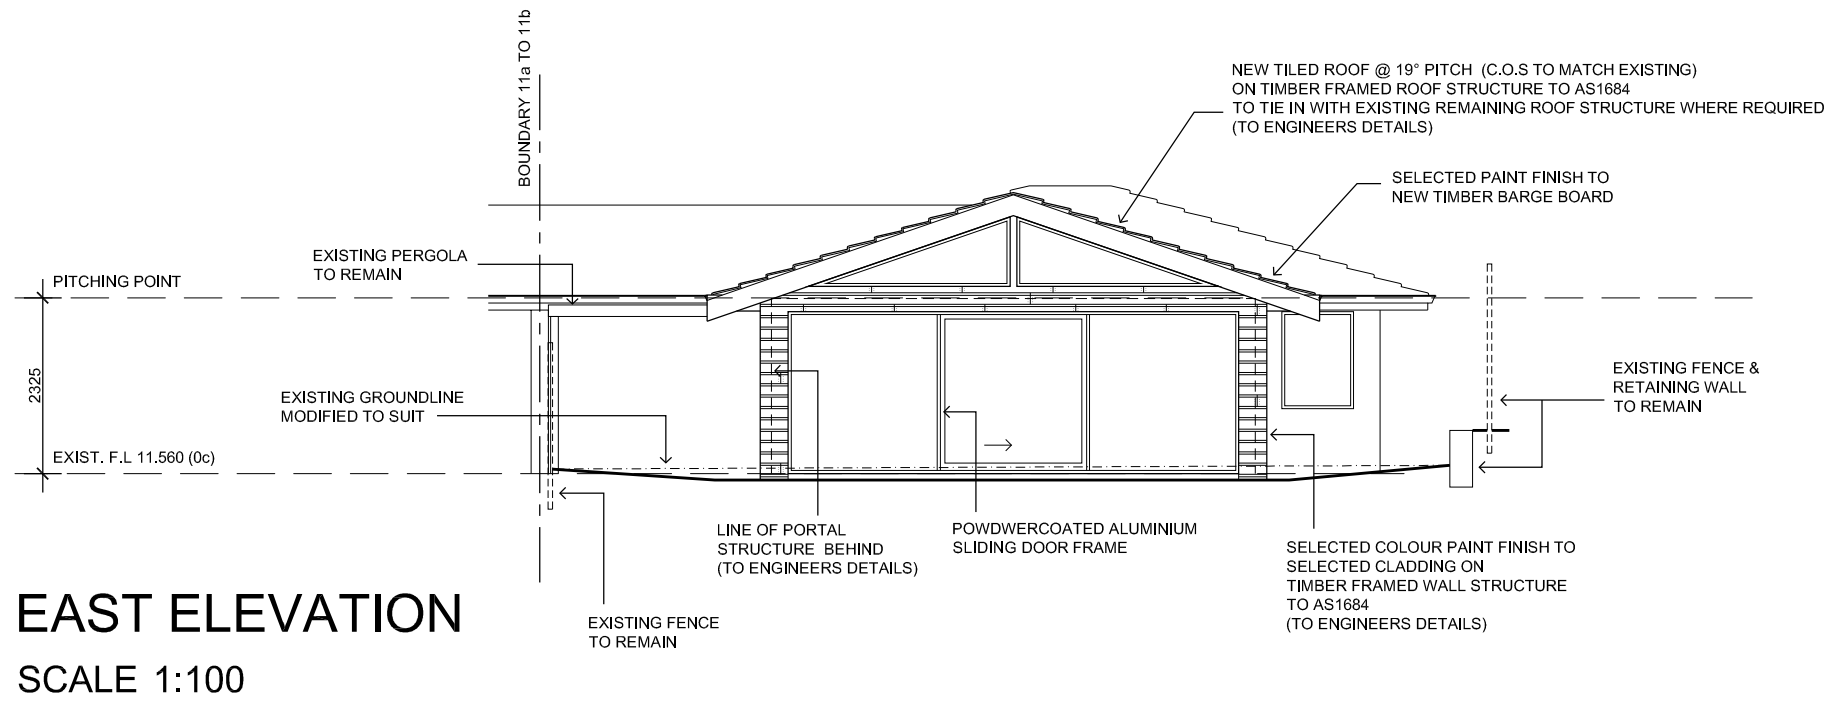 BOUNDARY 11a TO 11b
NEW TILED ROOF @ 19° PITCH (C.O.S TO MATCH EXISTING)
ON TIMBER FRAMED ROOF STRUCTURE TO AS1684
TO TIE IN WITH EXISTING REMAINING ROOF STRUCTURE WHERE REQUIRED
(TO ENGINEERS DETAILS)
SELECTED PAINT FINISH TO
NEW TIMBER BARGE BOARD
EXISTING PERGOLA
TO REMAIN
PITCHING POINT
2325
EXISTING GROUNDLINE
MODIFIED TO SUIT
EXISTING FENCE &
RETAINING WALL
TO REMAIN
EXIST. F.L 11.560 (0c)
LINE OF PORTAL
STRUCTURE BEHIND
(TO ENGINEERS DETAILS)
POWDWERCOATED ALUMINIUM
SLIDING DOOR FRAME
SELECTED COLOUR PAINT FINISH TO
SELECTED CLADDING ON
TIMBER FRAMED WALL STRUCTURE
TO AS1684
(TO ENGINEERS DETAILS)
EXISTING FENCE
TO REMAIN
EAST ELEVATION
SCALE 1:100